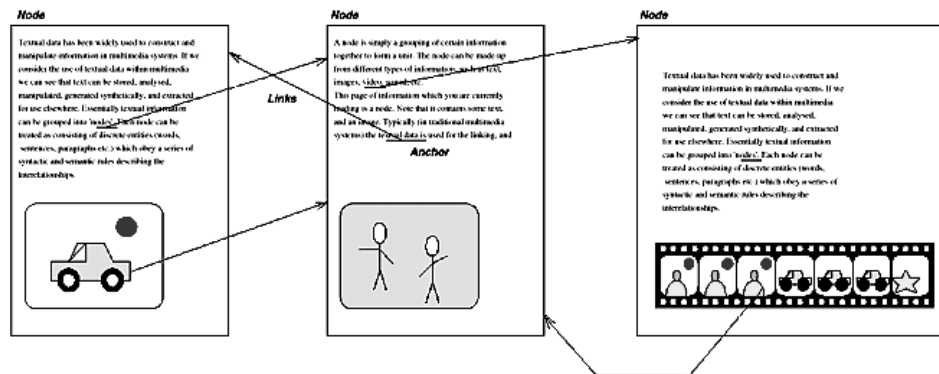 Node
Textual data has been widely used to construct and
manipulate information in multimedia systems. If we
consider the use of textual data within multimedia
we can see that text can be stored, analysed,
manipulated, generated synthetically, and extracted
for use elsewhere. Essentially textual information
can be grouped into 'nodes'. Each node can be
treated as consisting of discrete entities (words,
sentences, paragraphs etc.) which obey a series of
syntactic and semantic rules describing the
interelationships.
Links
Node
A node is simply a grouping of certain information
together to form a unit. The node can be made up
from different types of information, such as text,
images, video, sound, etc.
This page of information which you are currently
reading is a node. Note that it contains some text,
and an image. Typically (in traditional multimedia
systems) the textual data is used for the linking, and
Anchor
Node
Textual data has been widely used to construct and
manipulate information in multimedia systems. If we
consider the use of textual data within multimedia
we can see that text can be stored, analysed,
manipulated, generated synthetically, and extracted
for use elsewhere. Essentially textual information
can be grouped into 'nodes'. Each node can be
treated as consisting of discrete entities (words,
sentences, paragraphs etc.) which obey a series of
syntactic and semantic rules describing the
interelationships.